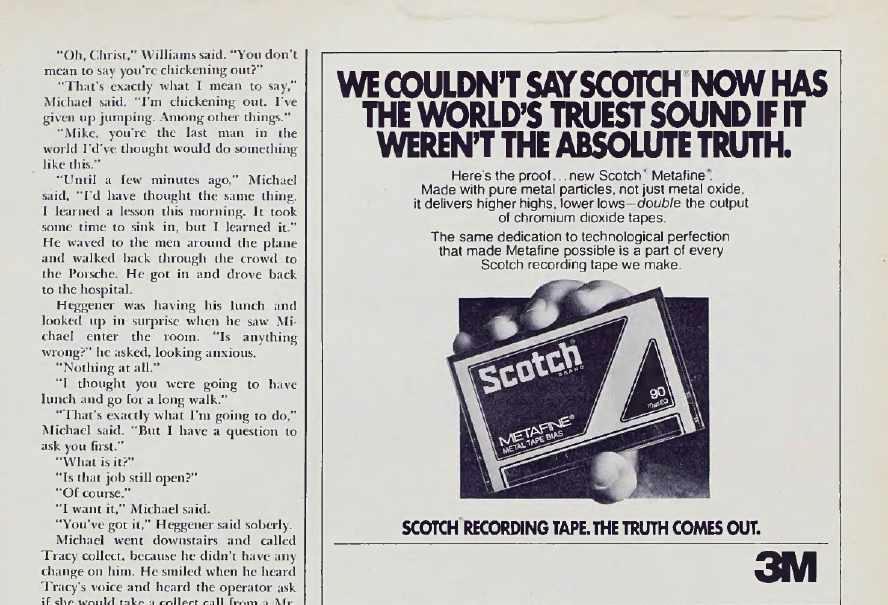 "Oh, Christ," Williams said. "You don't
mean to say you're chickening out?"
"That's exactly what I mean to say,"
Michael said. "I'm chickening out. I've
given up jumping. Among other things."
"Mike, you're the last man in the
world I'd've thought would do something
like this."
"Until a few minutes ago," Michael
said, "I'd have thought the same thing.
I learned a lesson this morning. It took
some time to sink in, but I learned it."
He waved to the men around the plane
and walked back through the crowd to
the Porsche. He got in and drove back
to the hospital.
Heggener was having his lunch and
looked up in surprise when he saw Mi-
chael enter the room. "Is anything
wrong?" he asked, looking anxious.
"Nothing at all."
"I thought you were going to have
lunch and go for a long walk."
"That's exactly what I'm going to do,"
Michael said. "But I have a question to
ask you first."
"What is it?"
"Is that job still open?"
"Of course."
"I want it," Michael said.
"You've got it," Heggener said soberly.
Michael went downstairs and called
Tracy collect, because he didn't have any
change on him. He smiled when he heard
Tracy's voice and heard the operator ask
if she would take a collect call from a Mr.
WE COULDN'T SAY SCOTCH® NOW HAS
THE WORLD'S TRUEST SOUND IF IT
WEREN'T THE ABSOLUTE TRUTH.
Here's the proof...new Scotch® Metafine®.
Made with pure metal particles, not just metal oxide,
it delivers higher highs, lower lows—double the output
of chromium dioxide tapes.
The same dedication to technological perfection
that made Metafine possible is a part of every
Scotch recording tape we make.
Scotch®
BRAND
90
METAFINE®
METAL TAPE BIAS
SCOTCH® RECORDING TAPE. THE TRUTH COMES OUT.
3M